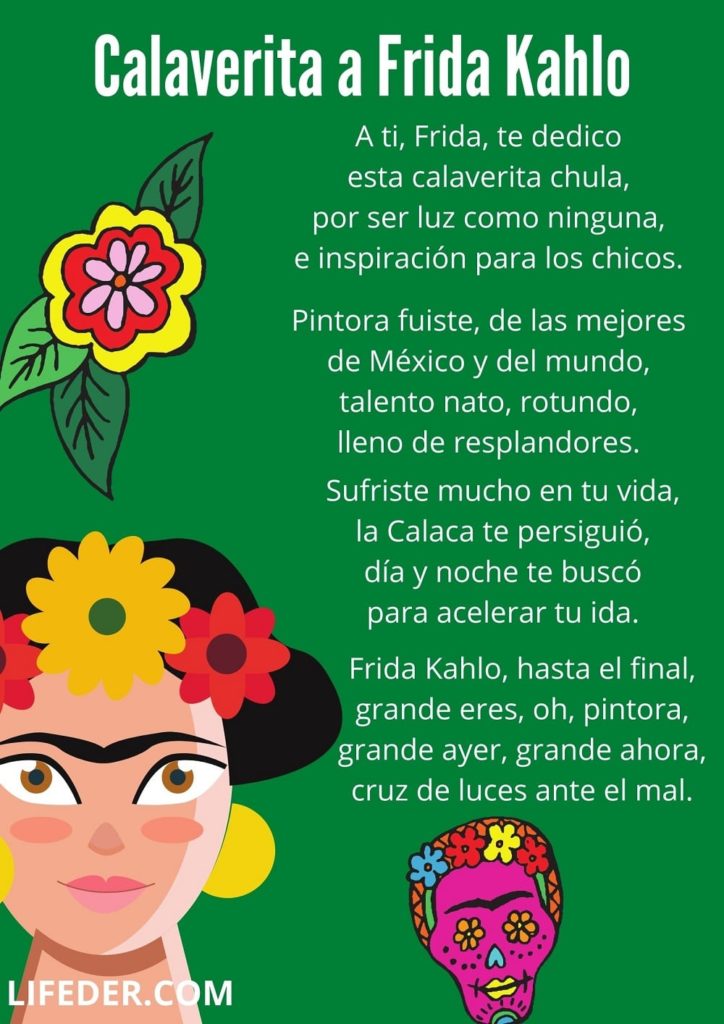 Calaverita a Frida Kahlo
A ti, Frida, te dedico
esta calaverita chula,
por ser luz como ninguna,
e inspiración para los chicos.
Pintora fuiste, de las mejores
de México y del mundo,
talento nato, rotundo,
lleno de resplandores.
Sufriste mucho en tu vida,
la Calaca te persiguió,
día y noche te buscó
para acelerar tu ida.
Frida Kahlo, hasta el final,
grande eres, oh, pintora,
grande ayer, grande ahora,
cruz de luces ante el mal.
LIFEDER.COM